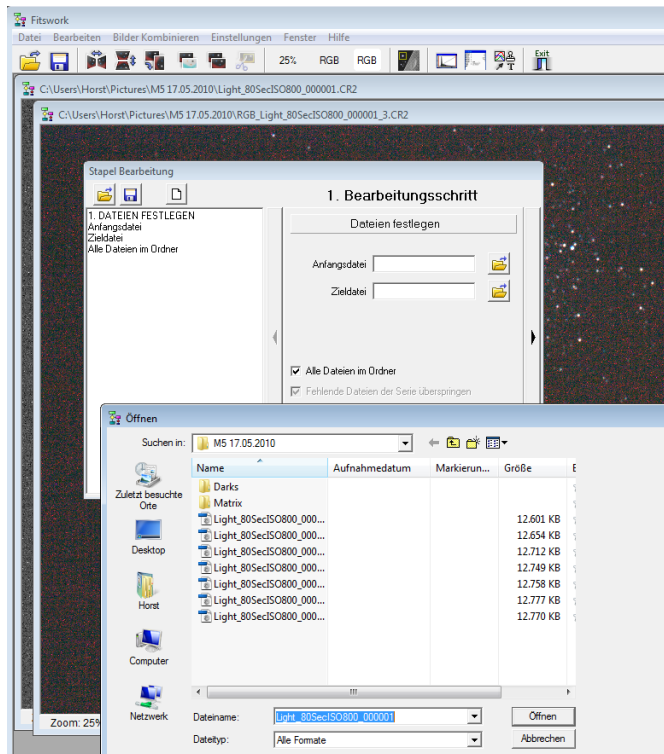 Fitswork
Datei Bearbeiten Bilder Kombinieren Einstellungen Fenster Hilfe
25% RGB RGB Exit
C:\Users\Horst\Pictures\M5 17.05.2010\Light_80SecISO800_000001.CR2
C:\Users\Horst\Pictures\M5 17.05.2010\RGB_Light_80SecISO800_000001_3.CR2
Stapel Bearbeitung
1. Bearbeitungsschritt
1. DATEIEN FESTLEGEN
Anfangsdatei
Zieldatei
Alle Dateien im Ordner
Dateien festlegen
Anfangsdatei
Zieldatei
Alle Dateien im Ordner
Fehlende Dateien der Serie überspringen
Öffnen
Suchen in: M5 17.05.2010
Name Aufnahmedatum Markierun... Größe
Darks
Matrix
Light_80SecISO800_000... 12.601 KB
Light_80SecISO800_000... 12.654 KB
Light_80SecISO800_000... 12.712 KB
Light_80SecISO800_000... 12.749 KB
Light_80SecISO800_000... 12.758 KB
Light_80SecISO800_000... 12.777 KB
Light_80SecISO800_000... 12.770 KB
Zuletzt besuchte
Orte
Desktop
Horst
Computer
Netzwerk
Dateiname: Light_80SecISO800_000001 Öffnen
Dateityp: Alle Formate Abbrechen
Zoom: 25%